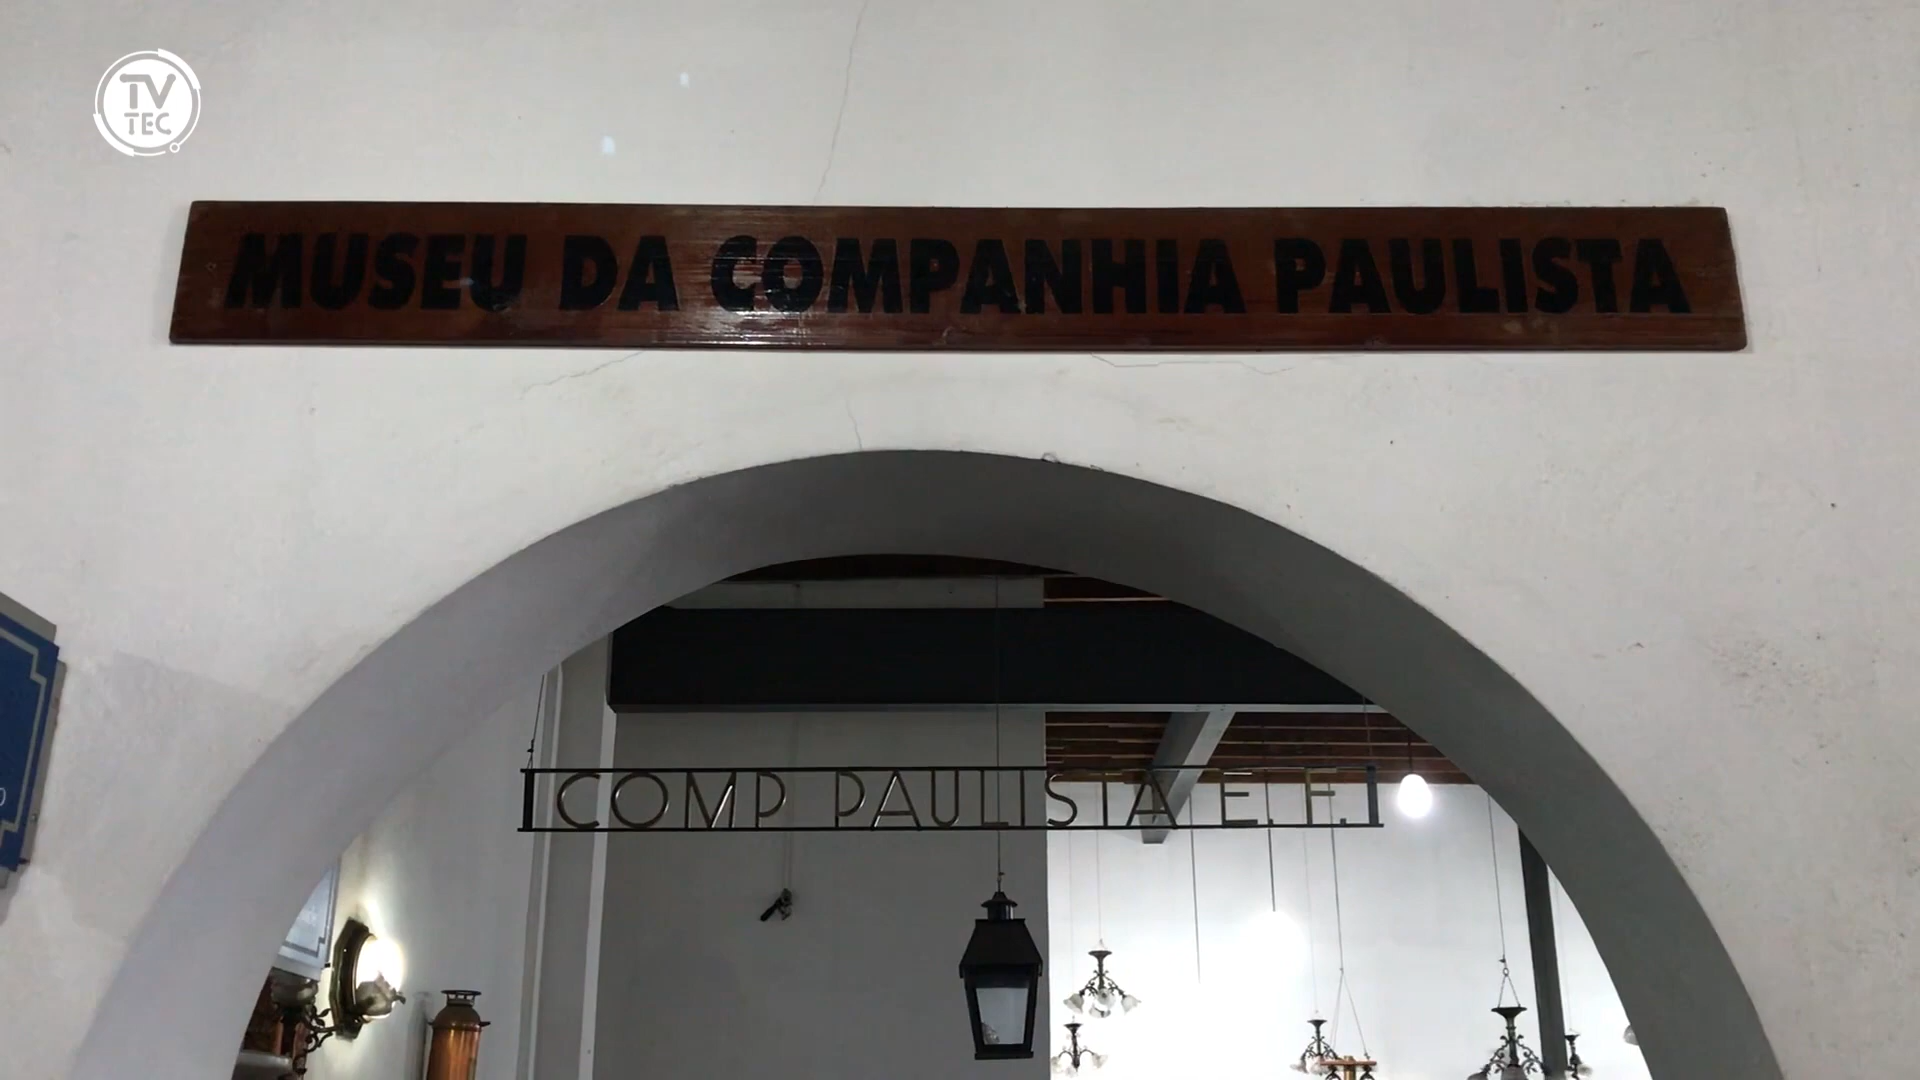 TV
TEC
MUSEU DA COMPANHIA PAULISTA
COMP PAULISTA E. F.